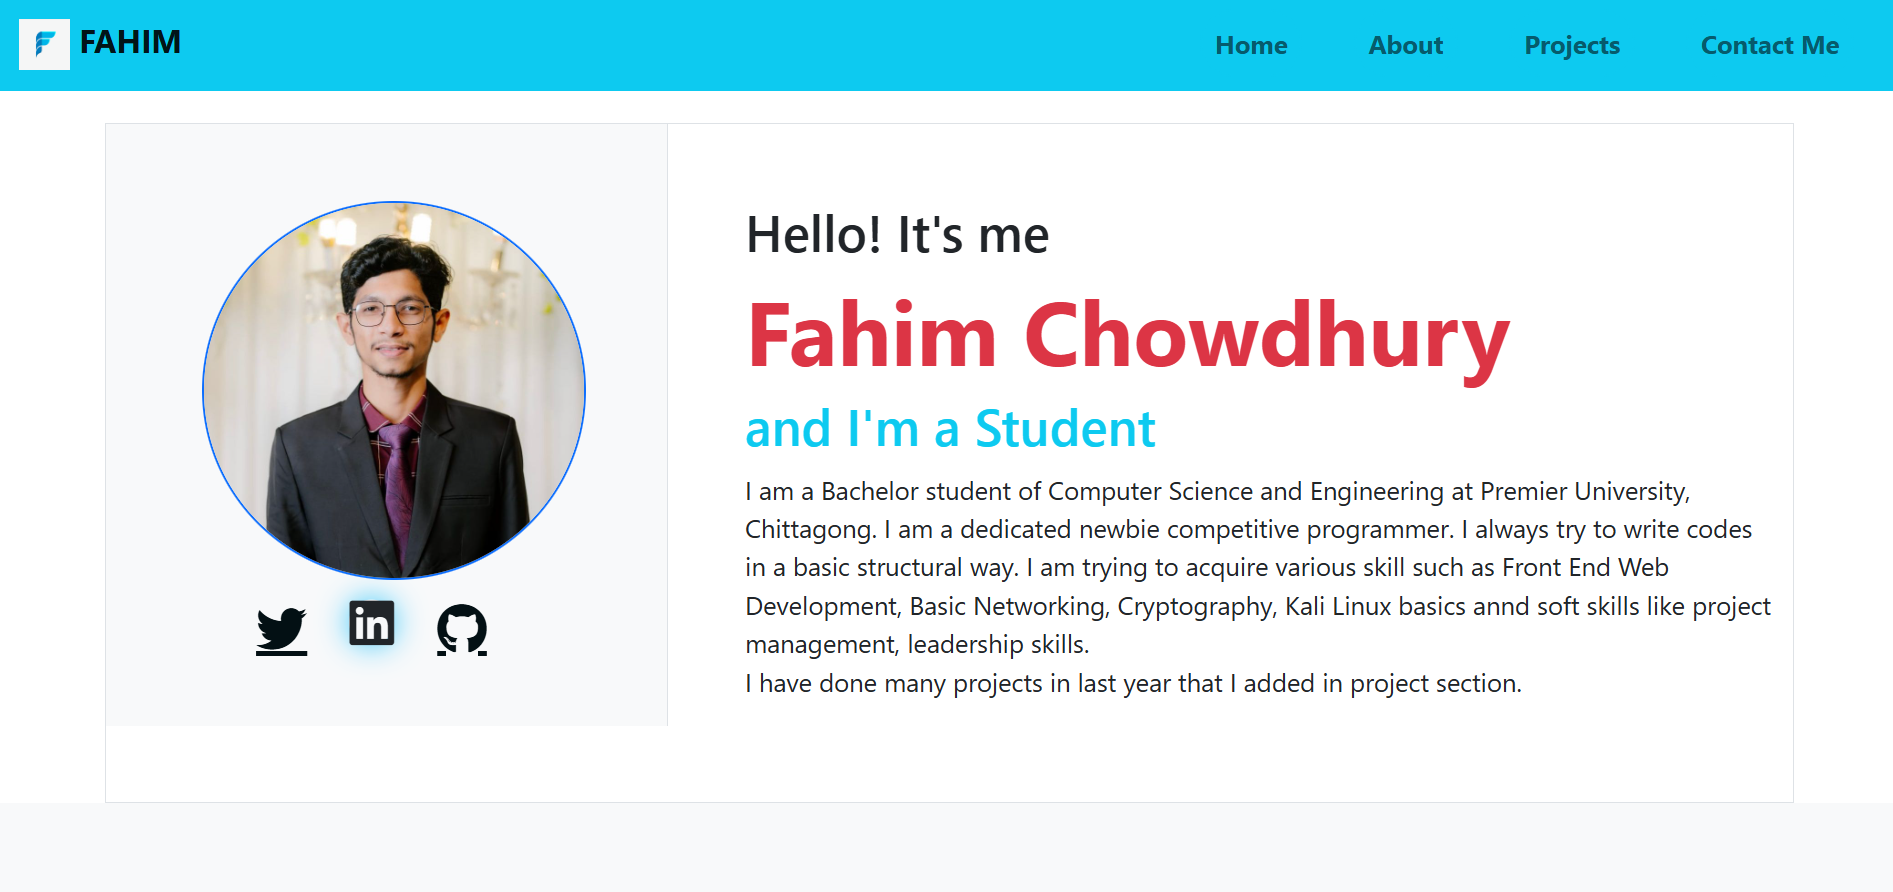 FAHIM
Home
About
Projects
Contact Me
Hello! It's me
Fahim Chowdhury
and I'm a Student
I am a Bachelor student of Computer Science and Engineering at Premier University,
Chittagong. I am a dedicated newbie competitive programmer. I always try to write codes
in a basic structural way. I am trying to acquire various skill such as Front End Web
Development, Basic Networking, Cryptography, Kali Linux basics annd soft skills like project
management, leadership skills.
I have done many projects in last year that I added in project section.
in